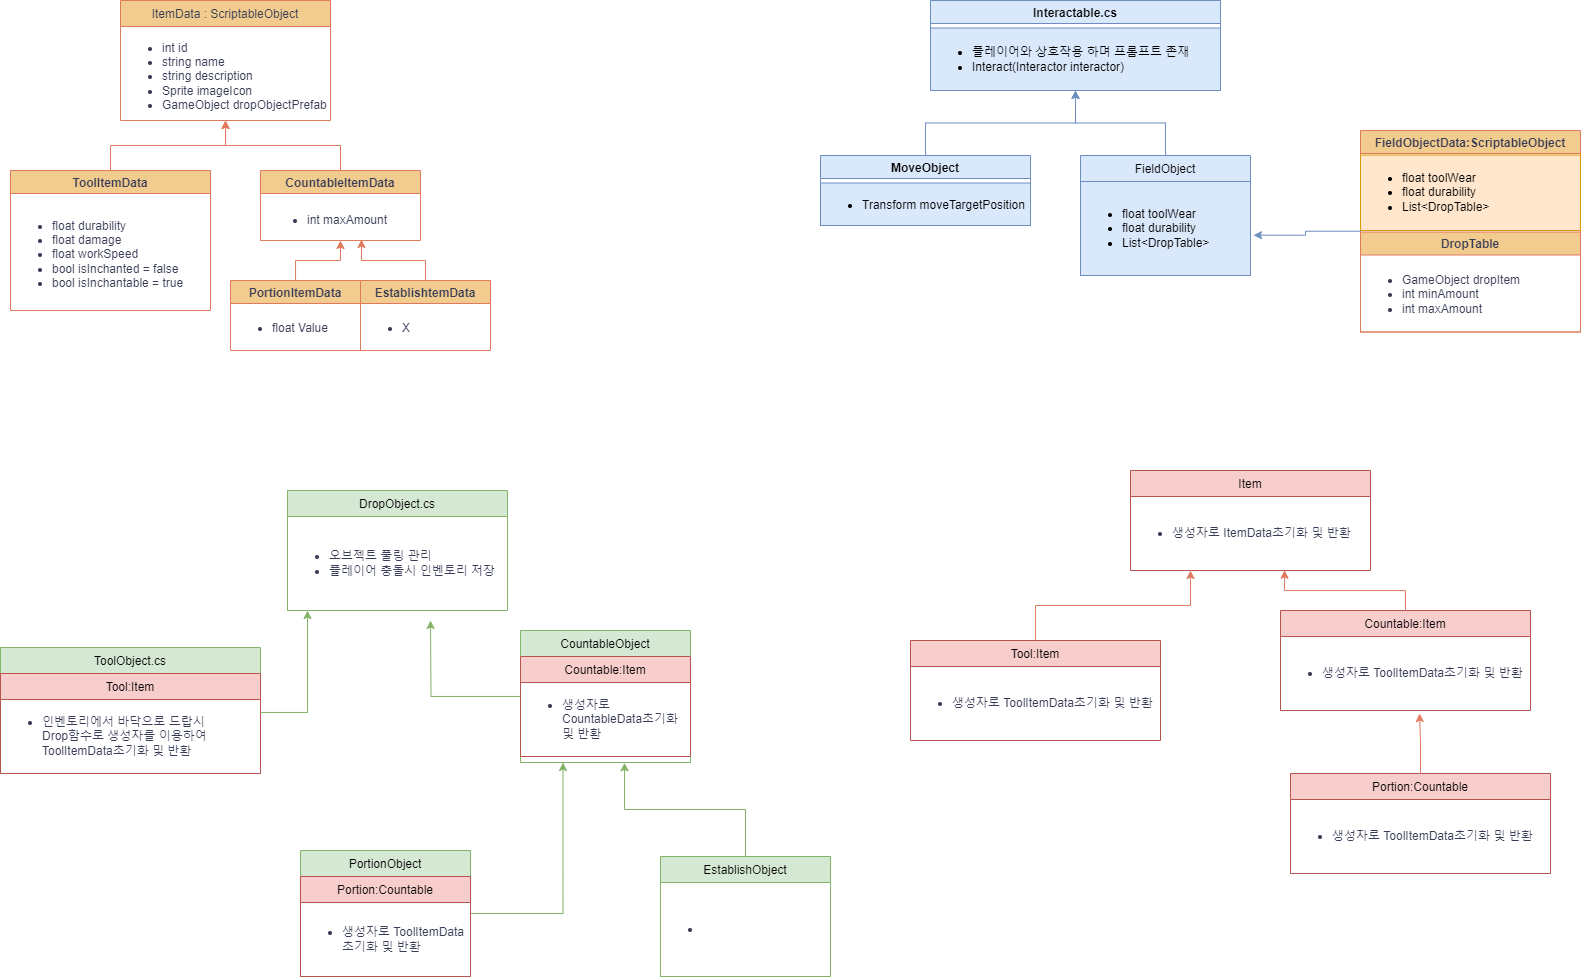 ItemData : ScriptableObject
int id
string name
string description
Sprite imageIcon
GameObject dropObjectPrefab
ToolItemData
float durability
float damage
float workSpeed
bool isInchanted = false
bool isInchantable = true
CountableItemData
int maxAmount
PortionItemData
float Value
EstablishtemData
X
Interactable.cs
플레이어와 상호작용 하며 프롬프트 존재
Interact(Interactor interactor)
MoveObject
Transform moveTargetPosition
FieldObject
float toolWear
float durability
List<DropTable>
FieldObjectData:ScriptableObject
float toolWear
float durability
List<DropTable>
DropTable
GameObject dropItem
int minAmount
int maxAmount
DropObject.cs
오브젝트 풀링 관리
플레이어 충돌시 인벤토리 저장
ToolObject.cs
Tool:Item
인벤토리에서 바닥으로 드랍시
Drop함수로 생성자를 이용하여
ToolItemData초기화 및 반환
CountableObject
Countable:Item
생성자로
CountableData초기화
및 반환
PortionObject
Portion:Countable
생성자로 ToolItemData
초기화 및 반환
EstablishObject
Item
생성자로 ItemData초기화 및 반환
Tool:Item
생성자로 ToolItemData초기화 및 반환
Countable:Item
생성자로 ToolItemData초기화 및 반환
Portion:Countable
생성자로 ToolItemData초기화 및 반환